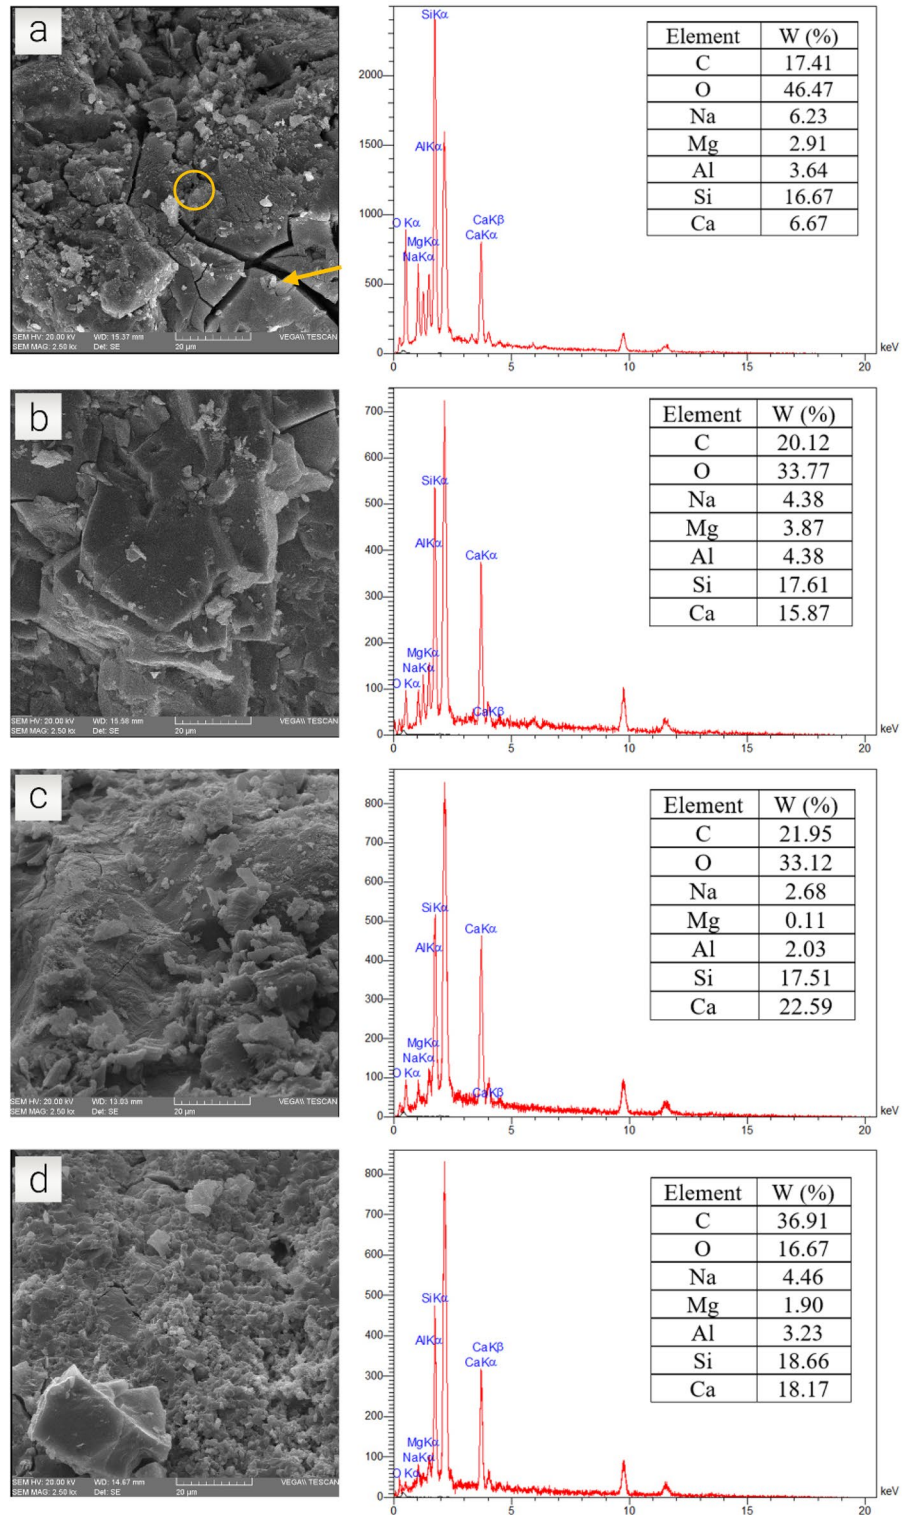 a
SEM HV: 20.00 kV WD: 15.37 mm VEGA\\ TESCAN
SEM MAG: 2.50 kx Det: SE 20 µm
SiKα
2000
1500
AlKα
1000
O Kα
CaKβ
CaKα
MgKα
NaKα
500
0
0 5 10 15 20
keV
Element W (%)
C 17.41
O 46.47
Na 6.23
Mg 2.91
Al 3.64
Si 16.67
Ca 6.67
b
SEM HV: 20.00 kV WD: 15.58 mm VEGA\\ TESCAN
SEM MAG: 2.50 kx Det: SE 20 µm
700
600
SiKα
500
400
AlKα
CaKα
300
200
MgKα
NaKα
O Kα
100
CaKβ
0
0 5 10 15 20
keV
Element W (%)
C 20.12
O 33.77
Na 4.38
Mg 3.87
Al 4.38
Si 17.61
Ca 15.87
c
SEM HV: 20.00 kV WD: 13.03 mm VEGA\\ TESCAN
SEM MAG: 2.50 kx Det: SE 20 µm
800
700
600
SiKα
500
CaKα
AlKα
400
300
200
MgKα
NaKα
O Kα
100
CaKβ
0
0 5 10 15 20
keV
Element W (%)
C 21.95
O 33.12
Na 2.68
Mg 0.11
Al 2.03
Si 17.51
Ca 22.59
d
SEM HV: 20.00 kV WD: 14.67 mm VEGA\\ TESCAN
SEM MAG: 2.50 kx Det: SE 20 µm
800
700
600
500
SiKα
400
AlKα
CaKβ
CaKα
300
200
MgKα
NaKα
O Kα
100
0
0 5 10 15 20
keV
Element W (%)
C 36.91
O 16.67
Na 4.46
Mg 1.90
Al 3.23
Si 18.66
Ca 18.17